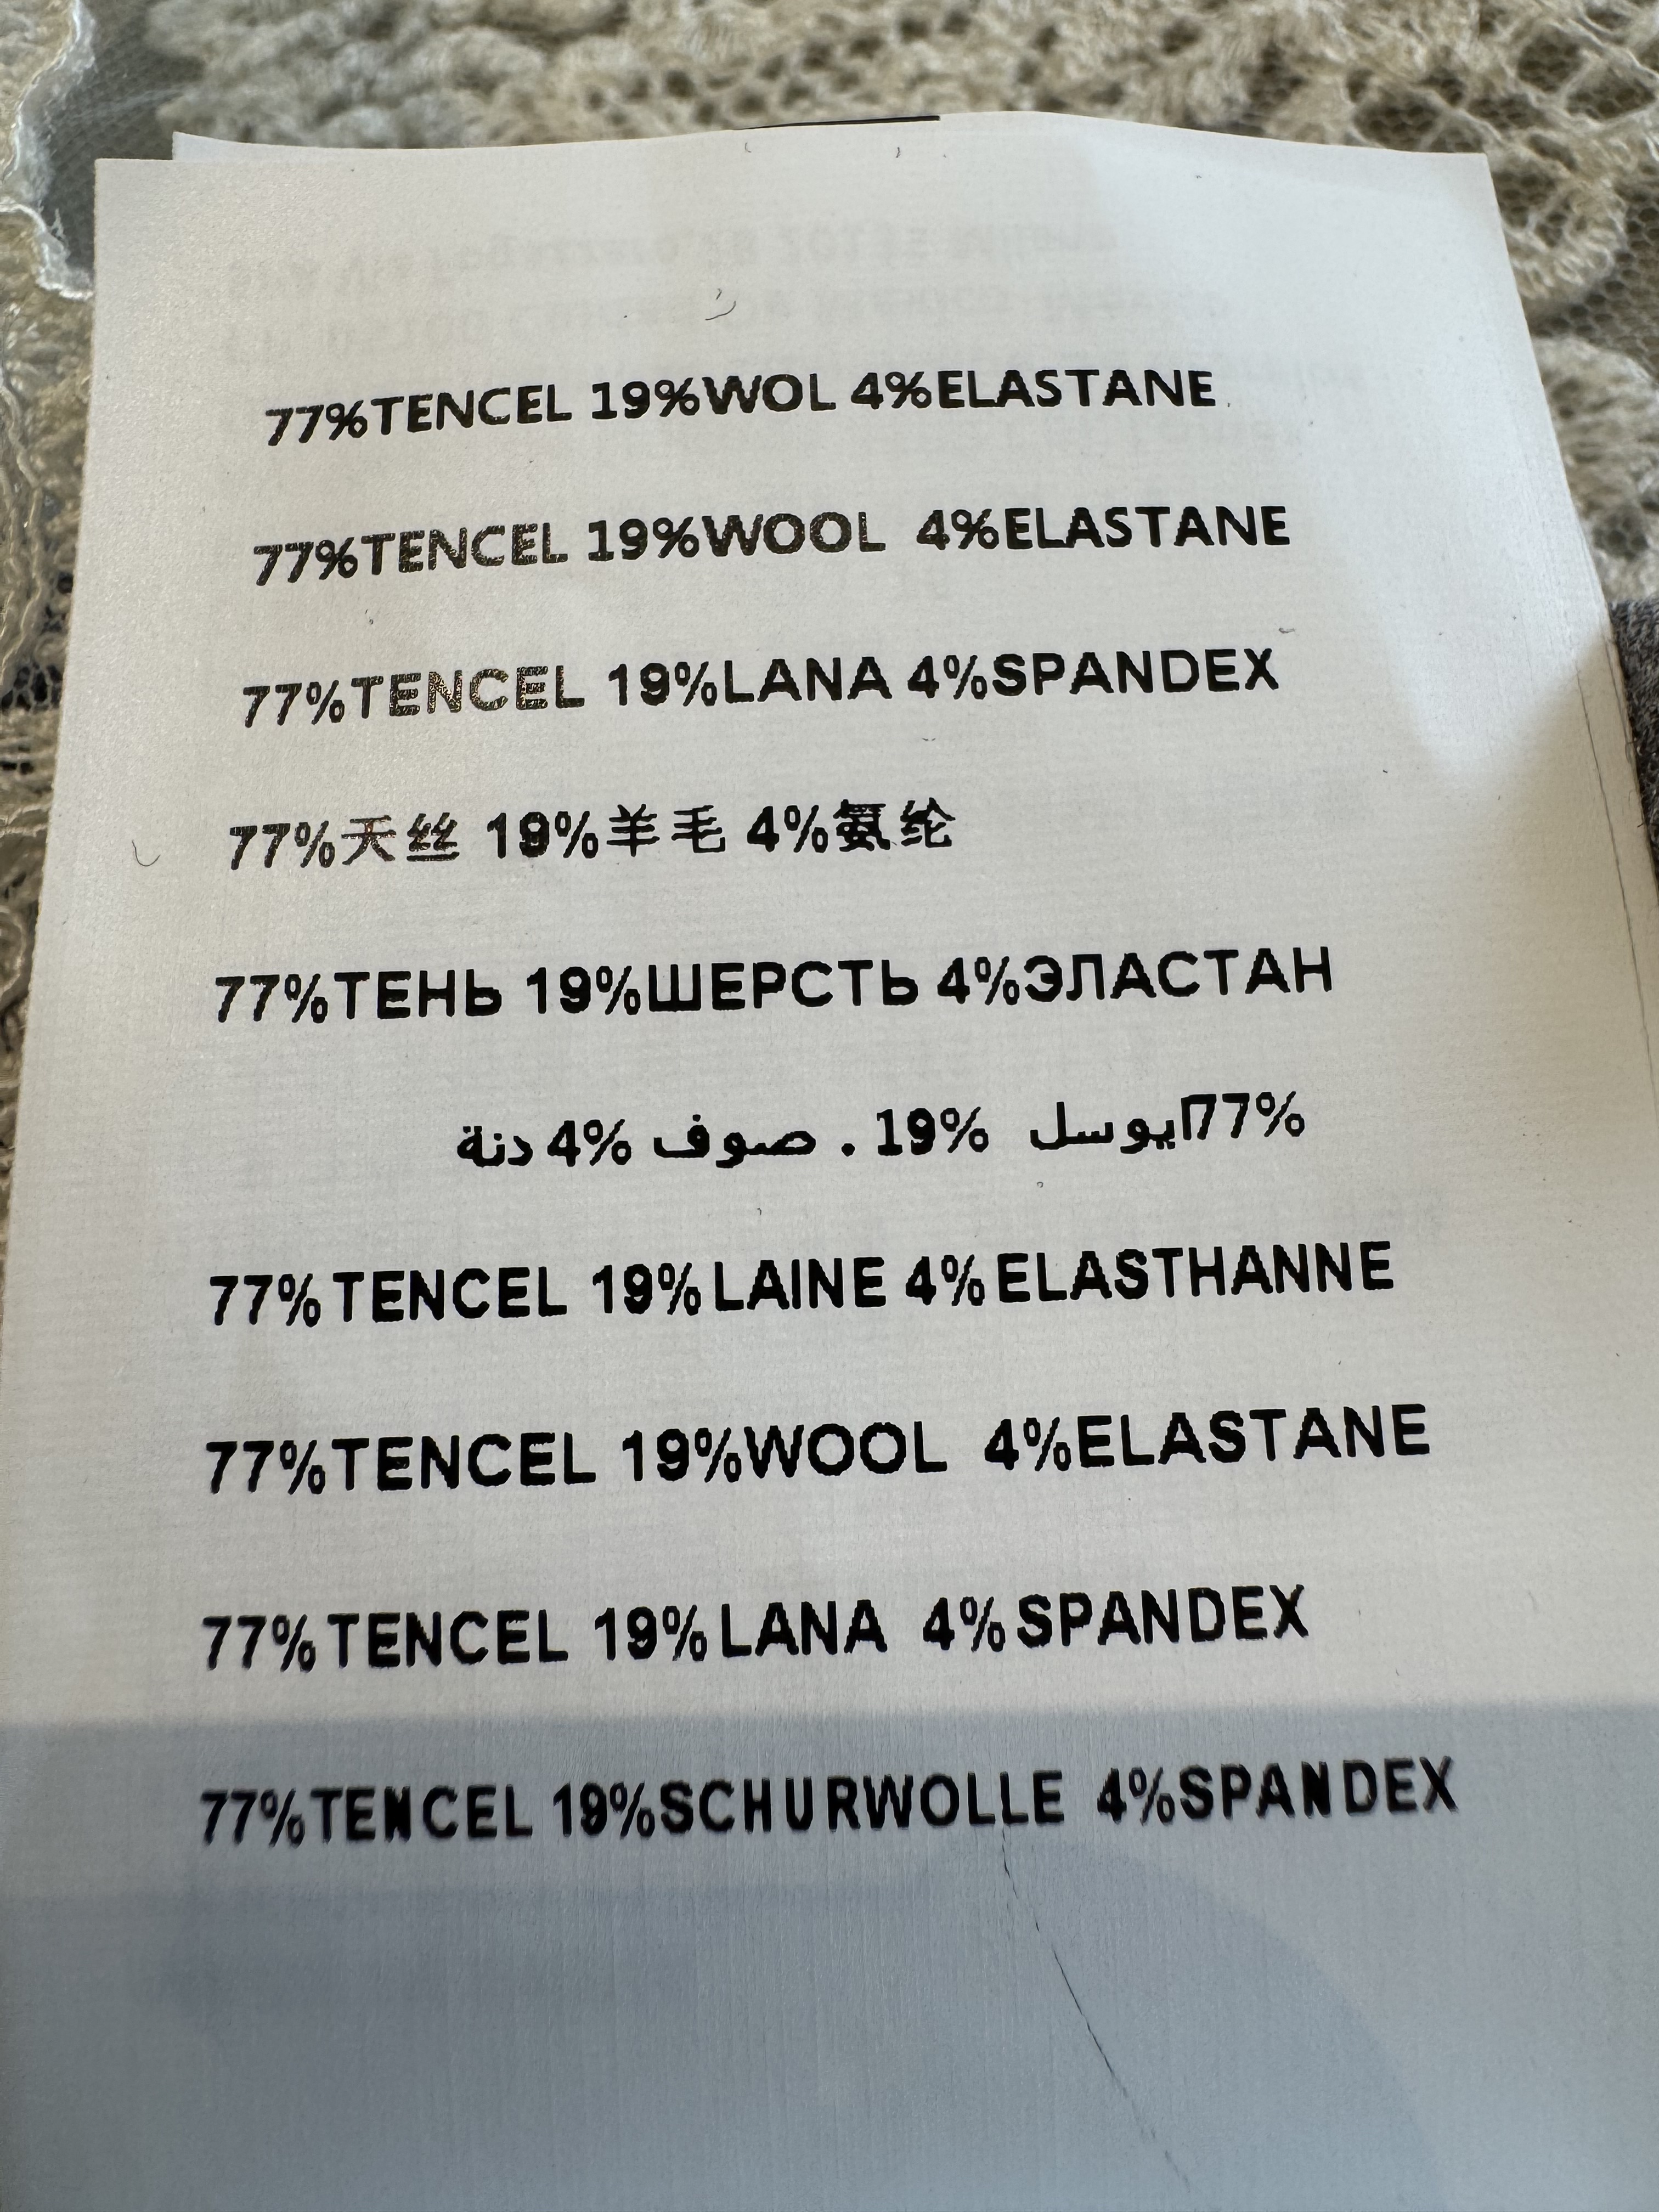 77%TENCEL 19%WOL 4%ELASTANE
77%TENCEL 19%WOOL 4%ELASTANE
77%TENCEL 19%LANA 4%SPANDEX
77%天丝 19%羊毛 4%氨纶
77%ТЕНЬ 19%ШЕРСТЬ 4%ЭЛАСТАН
77%ايوسل 19% . صوف 4% دنة
77%TENCEL 19%LAINE 4%ELASTHANNE
77%TENCEL 19%WOOL 4%ELASTANE
77%TENCEL 19%LANA 4%SPANDEX
77%TENCEL 19%SCHURWOLLE 4%SPANDEX